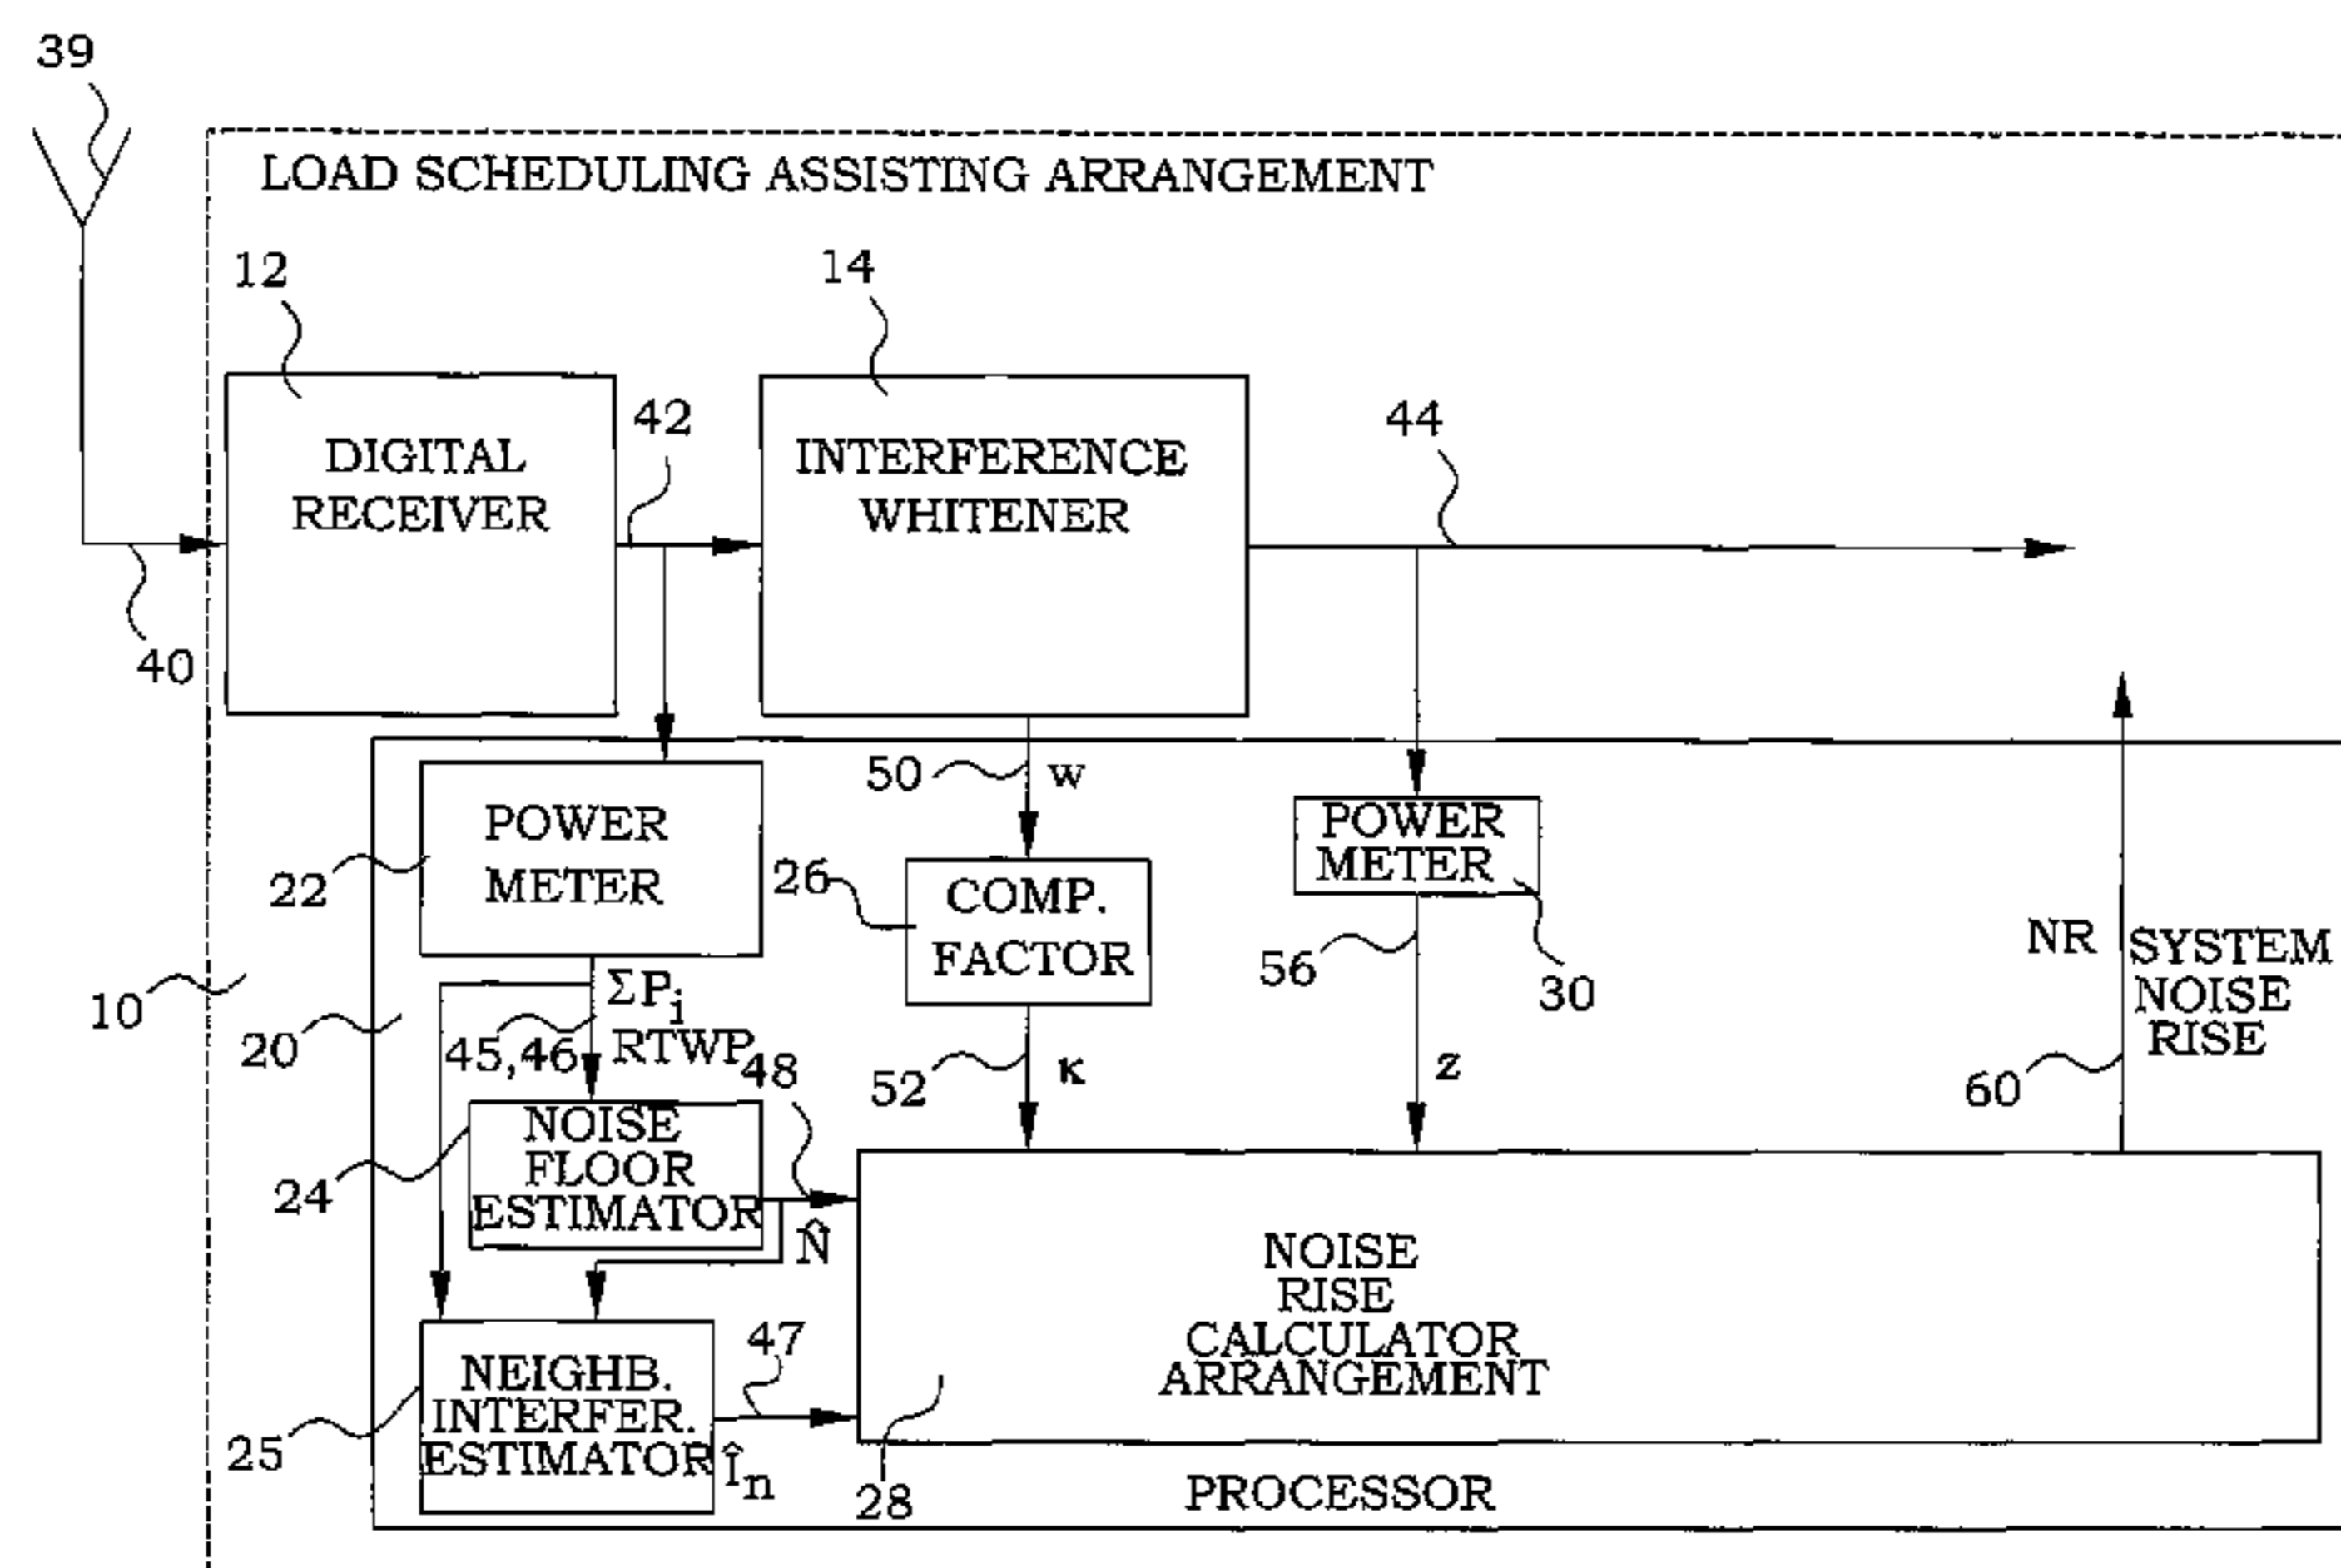 39
LOAD SCHEDULING ASSISTING ARRANGEMENT
12
14
DIGITAL
RECEIVER
42
INTERFERENCE
WHITENER
44
40
POWER
METER
22
50
w
26
COMP.
FACTOR
POWER
METER
30
56
NR
SYSTEM
NOISE
RISE
10
20
ΣPi
45,46
RTWP
48
52
κ
z
60
NOISE
FLOOR
ESTIMATOR
24
N̂
NOISE
RISE
CALCULATOR
ARRANGEMENT
47
NEIGHB.
INTERFER.
ESTIMATOR
25
În
28
PROCESSOR